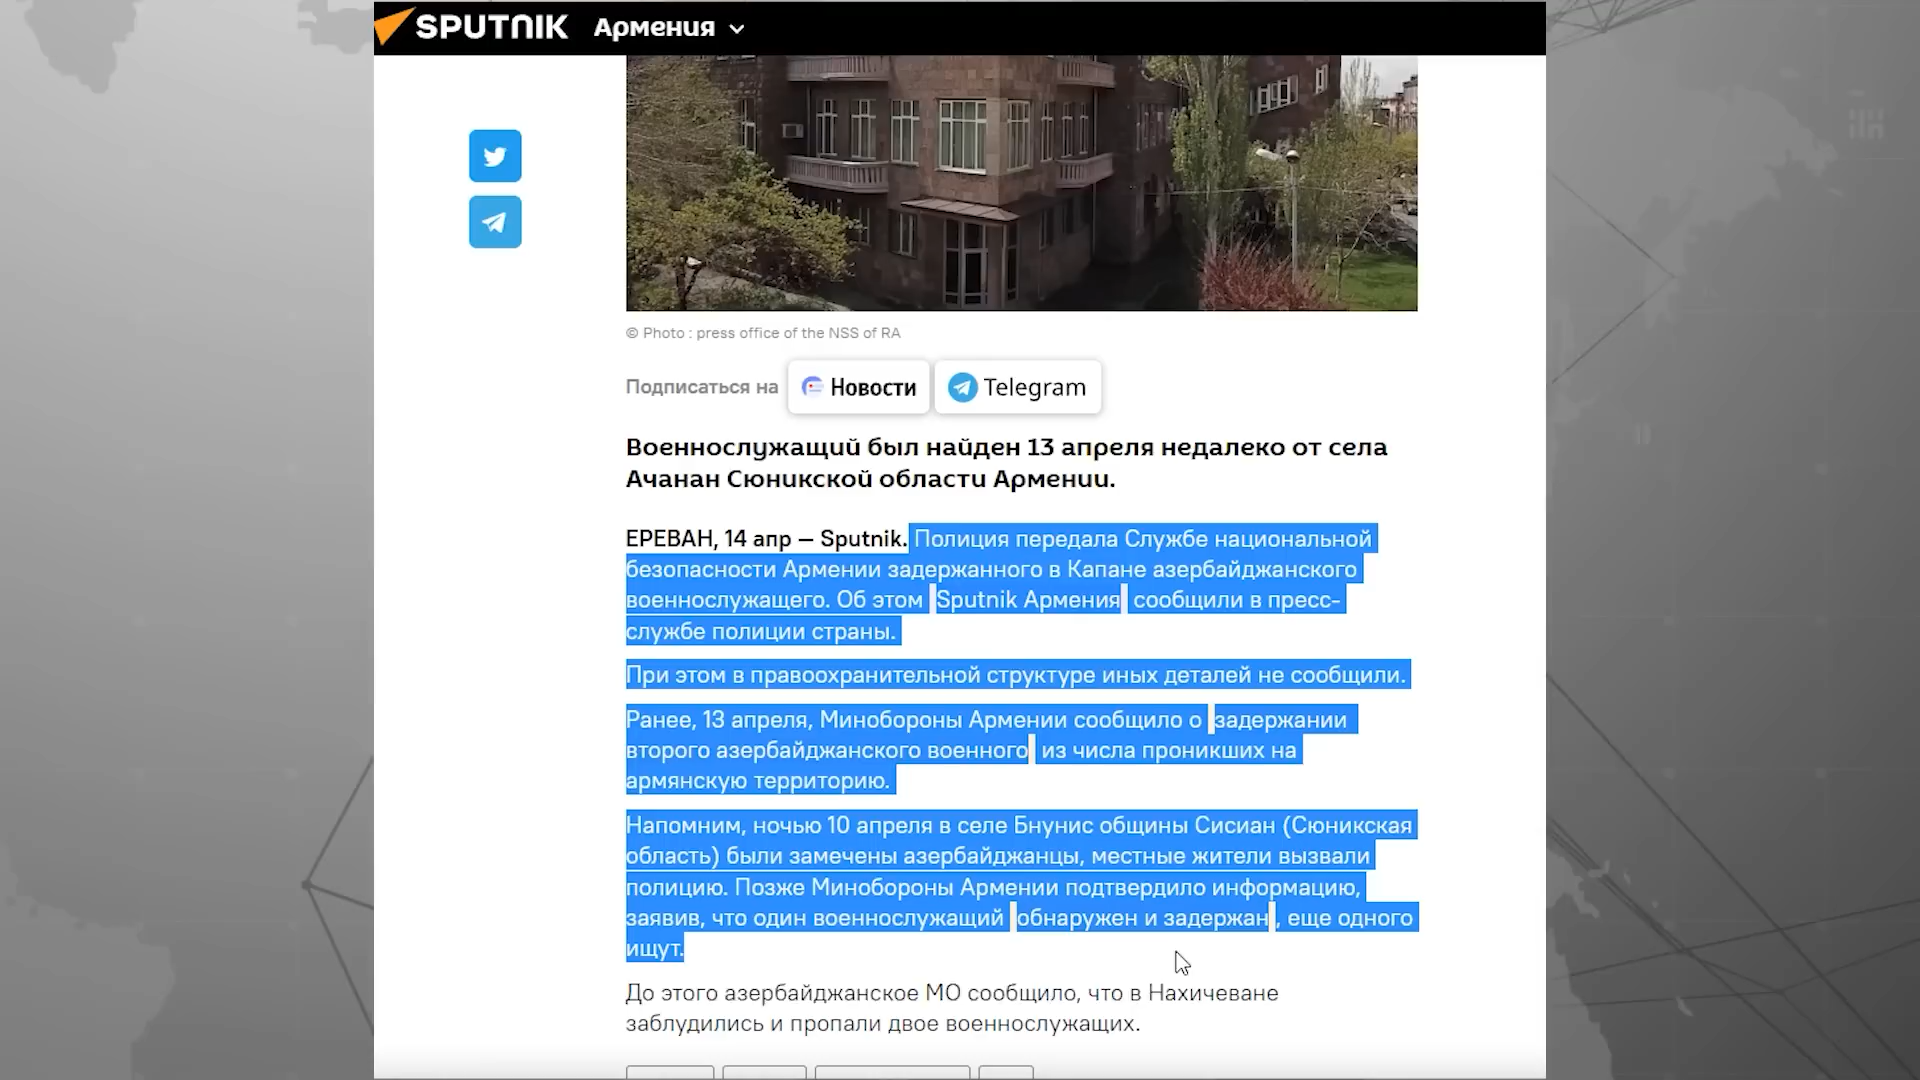 SPUTNIK Армения
© Photo : press office of the NSS of RA
Подписаться на Новости Telegram
Военнослужащий был найден 13 апреля недалеко от села
Ачанан Сюникской области Армении.
ЕРЕВАН, 14 апр — Sputnik. Полиция передала Службе национальной
безопасности Армении задержанного в Капане азербайджанского
военнослужащего. Об этом Sputnik Армения сообщили в пресс-
службе полиции страны.
При этом в правоохранительной структуре иных деталей не сообщили.
Ранее, 13 апреля, Минобороны Армении сообщило о задержании
второго азербайджанского военного из числа проникших на
армянскую территорию.
Напомним, ночью 10 апреля в селе Бнунис общины Сисиан (Сюникская
область) были замечены азербайджанцы, местные жители вызвали
полицию. Позже Минобороны Армении подтвердило информацию,
заявив, что один военнослужащий обнаружен и задержан, еще одного
ищут.
До этого азербайджанское МО сообщило, что в Нахичеване
заблудились и пропали двое военнослужащих.